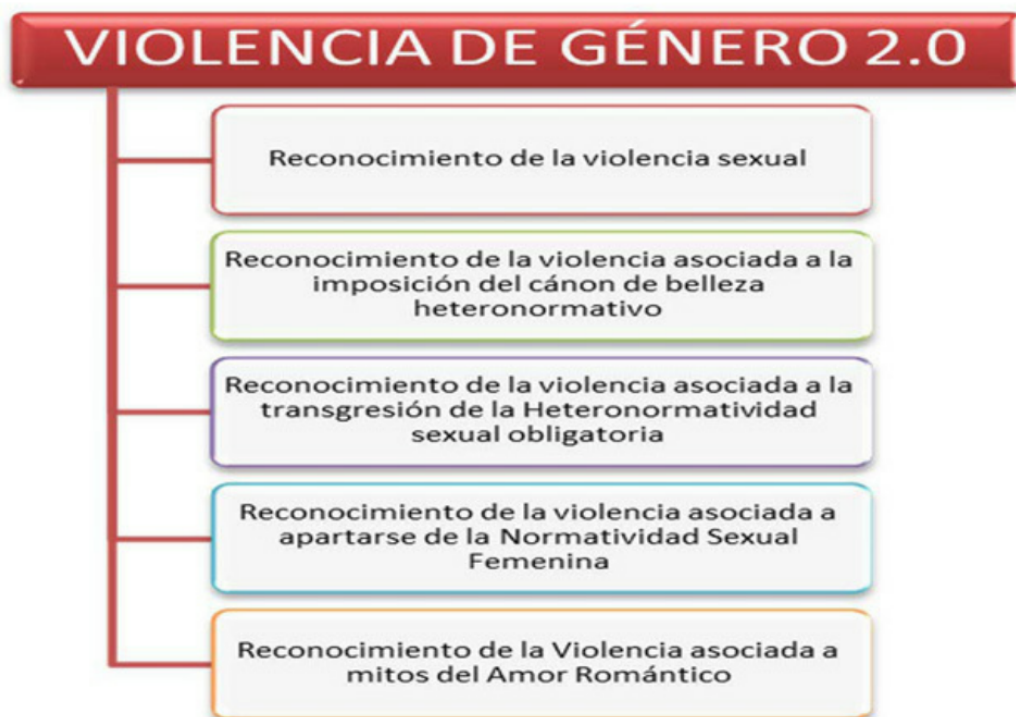 VIOLENCIA DE GÉNERO 2.0
Reconocimiento de la violencia sexual
Reconocimiento de la violencia asociada a la
imposición del cánon de belleza
heteronormativo
Reconocimiento de la violencia asociada a la
transgresión de la Heteronormatividad
sexual obligatoria
Reconocimiento de la violencia asociada a
apartarse de la Normatividad Sexual
Femenina
Reconocimiento de la Violencia asociada a
mitos del Amor Romántico